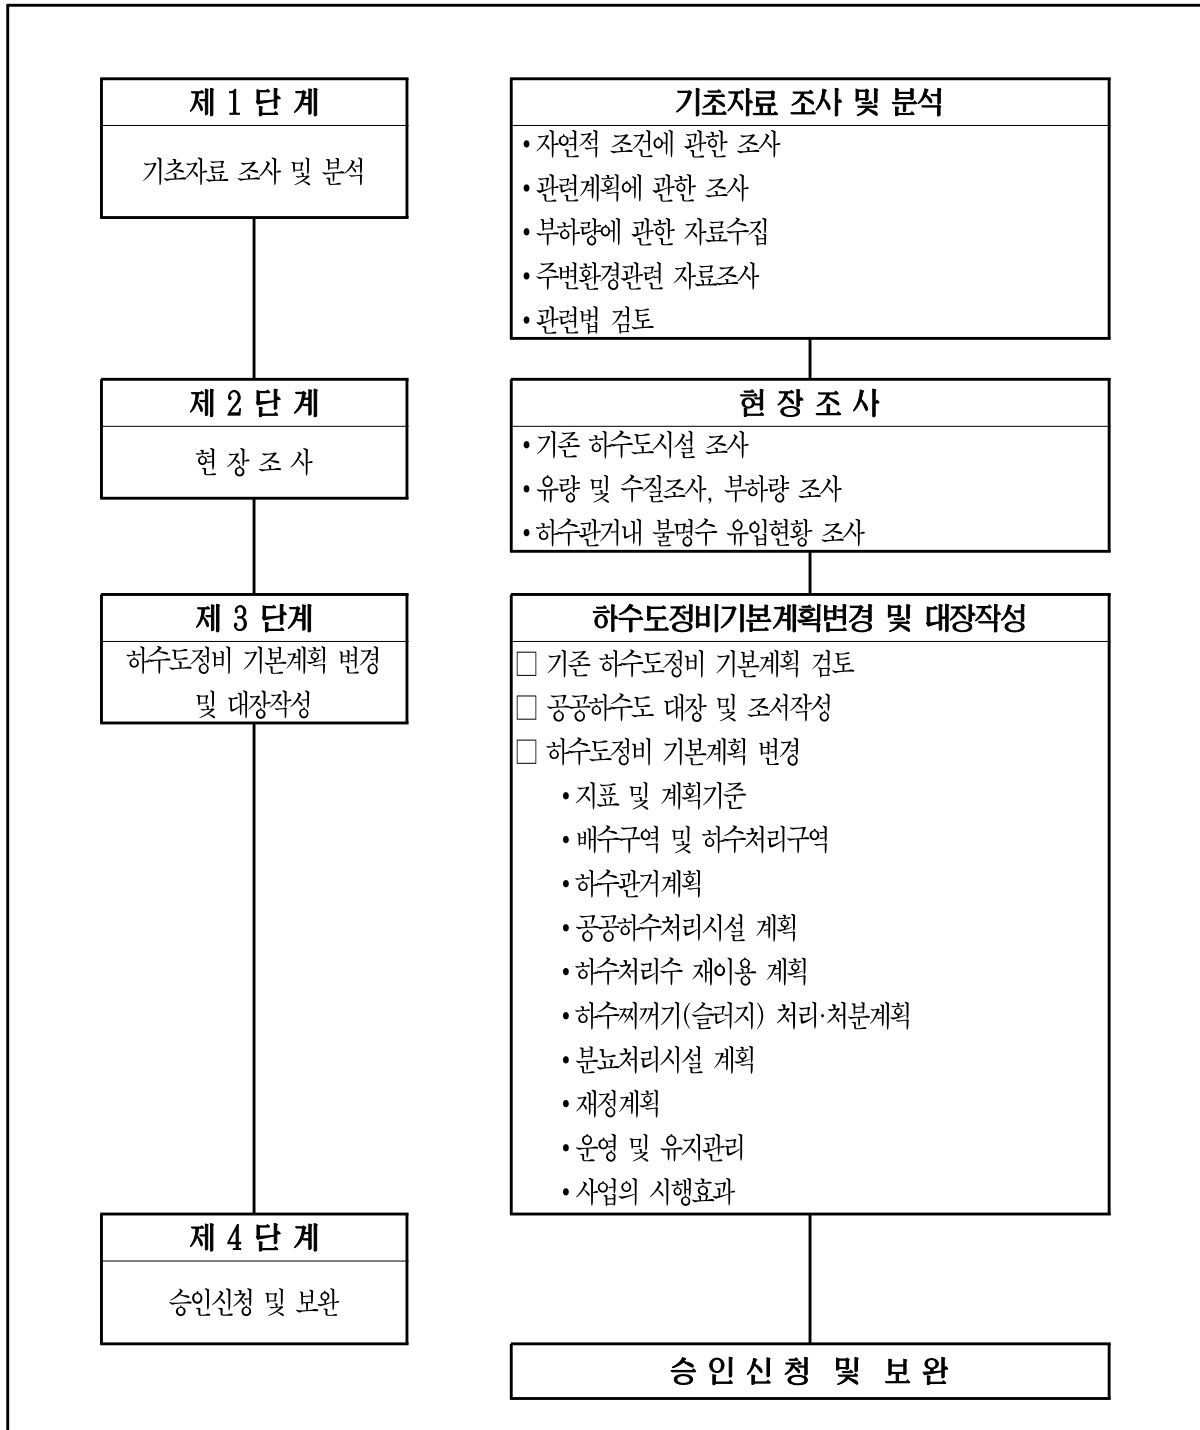 제 1 단 계
기초자료 조사 및 분석
기초자료 조사 및 분석
• 자연적 조건에 관한 조사
• 관련계획에 관한 조사
• 부하량에 관한 자료수집
• 주변환경관련 자료조사
• 관련법 검토
제 2 단 계
현 장 조 사
현 장 조 사
• 기존 하수도시설 조사
• 유량 및 수질조사, 부하량 조사
• 하수관거내 불명수 유입현황 조사
제 3 단계
하수도정비 기본계획 변경
및 대장작성
하수도정비기본계획변경 및 대장작성
□ 기존 하수도정비 기본계획 검토
□ 공공하수도 대장 및 조서작성
□ 하수도정비 기본계획 변경
• 지표 및 계획기준
• 배수구역 및 하수처리구역
• 하수관거계획
• 공공하수처리시설 계획
• 하수처리수 재이용 계획
• 하수찌꺼기(슬러지) 처리·처분계획
• 분뇨처리시설 계획
• 재정계획
• 운영 및 유지관리
• 사업의 시행효과
제 4 단 계
승인신청 및 보완
승 인 신 청 및 보 완